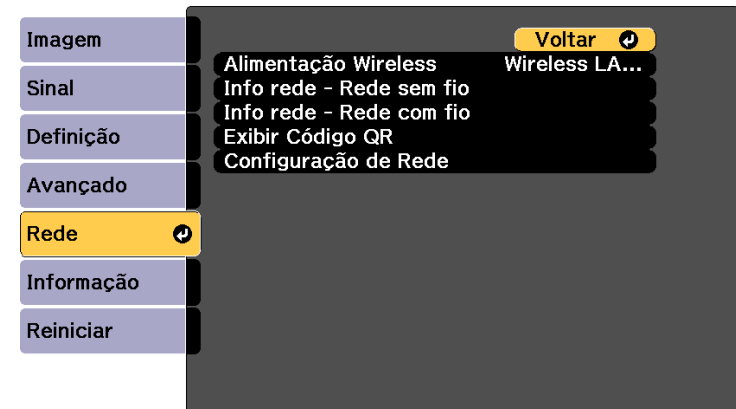 Imagem
Sinal
Definição
Avançado
Rede
Informação
Reiniciar
Voltar
Alimentação Wireless Wireless LA...
Info rede - Rede sem fio
Info rede - Rede com fio
Exibir Código QR
Configuração de Rede